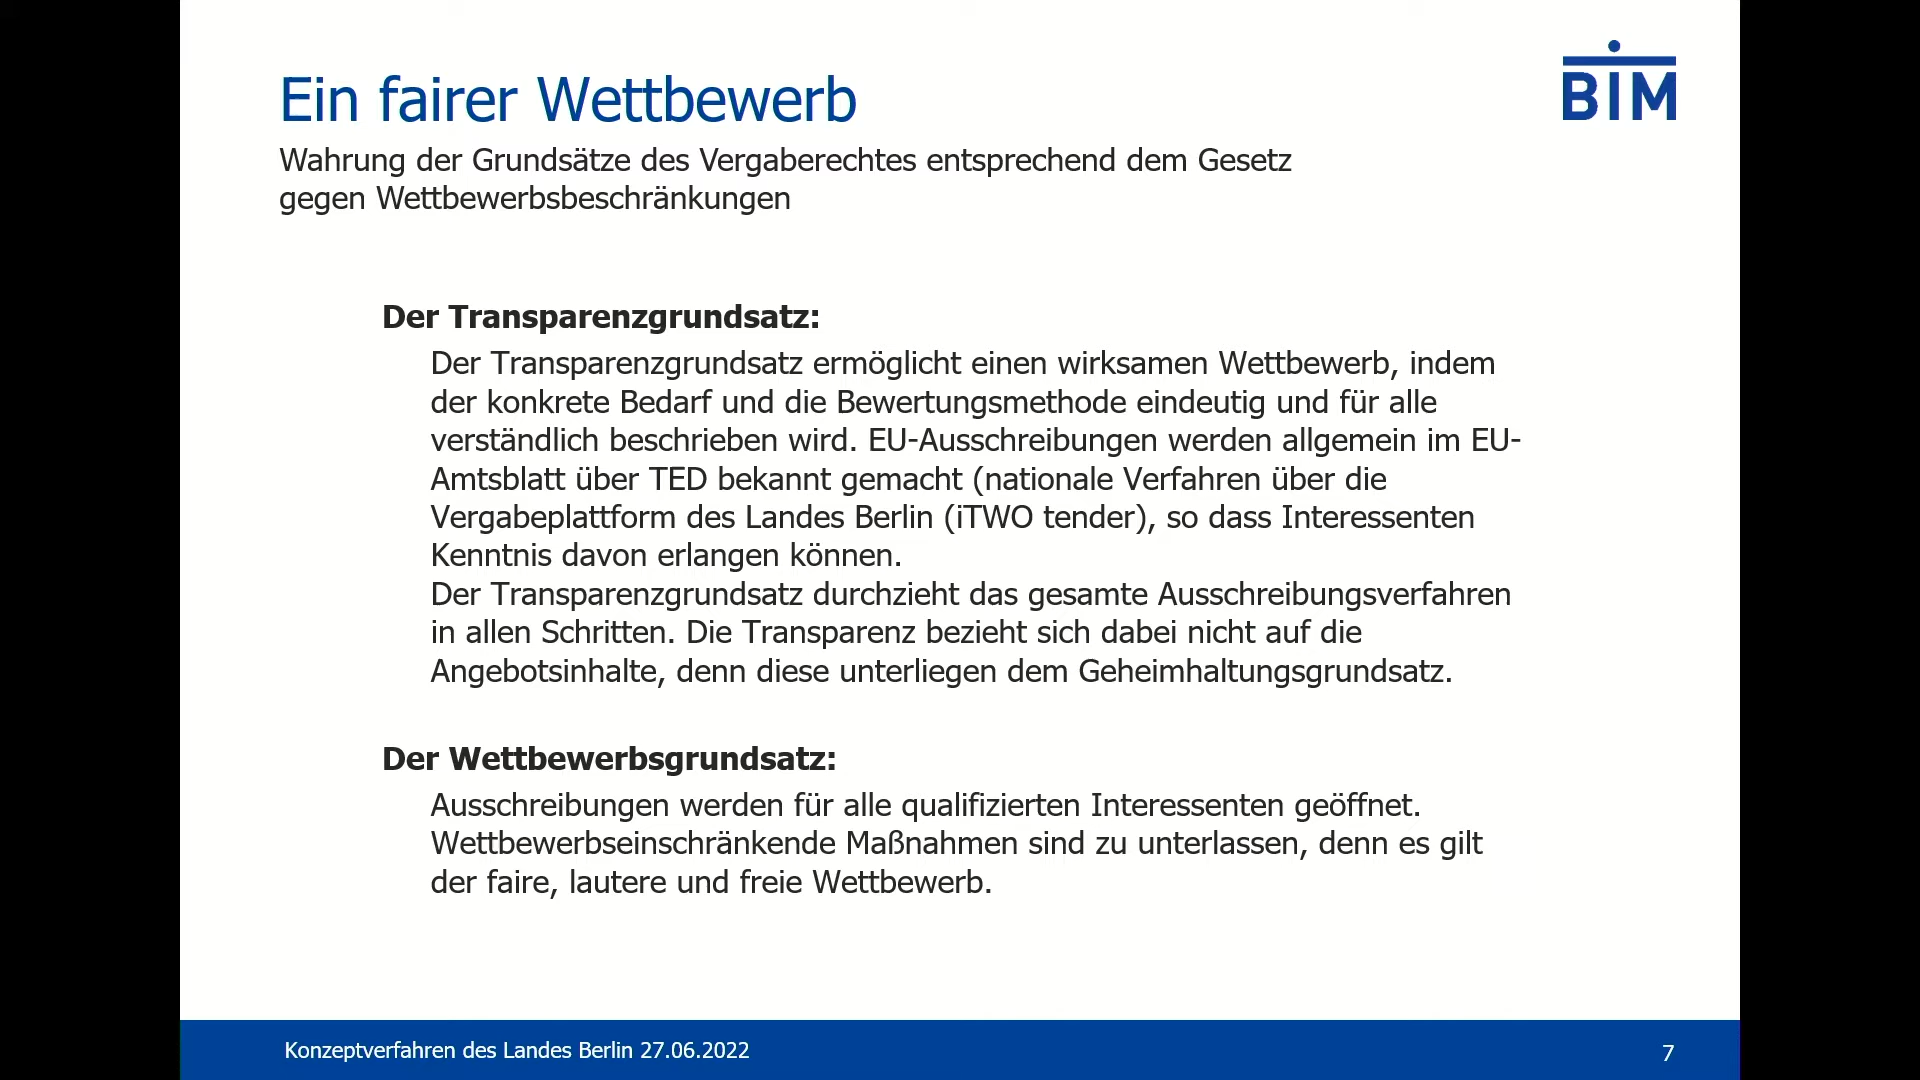 Ein fairer Wettbewerb
BIM
Wahrung der Grundsätze des Vergaberechtes entsprechend dem Gesetz
gegen Wettbewerbsbeschränkungen
Der Transparenzgrundsatz:
Der Transparenzgrundsatz ermöglicht einen wirksamen Wettbewerb, indem
der konkrete Bedarf und die Bewertungsmethode eindeutig und für alle
verständlich beschrieben wird. EU-Ausschreibungen werden allgemein im EU-
Amtsblatt über TED bekannt gemacht (nationale Verfahren über die
Vergabeplattform des Landes Berlin (iTWO tender), so dass Interessenten
Kenntnis davon erlangen können.
Der Transparenzgrundsatz durchzieht das gesamte Ausschreibungsverfahren
in allen Schritten. Die Transparenz bezieht sich dabei nicht auf die
Angebotsinhalte, denn diese unterliegen dem Geheimhaltungsgrundsatz.
Der Wettbewerbsgrundsatz:
Ausschreibungen werden für alle qualifizierten Interessenten geöffnet.
Wettbewerbseinschränkende Maßnahmen sind zu unterlassen, denn es gilt
der faire, lautere und freie Wettbewerb.
Konzeptverfahren des Landes Berlin 27.06.2022
7